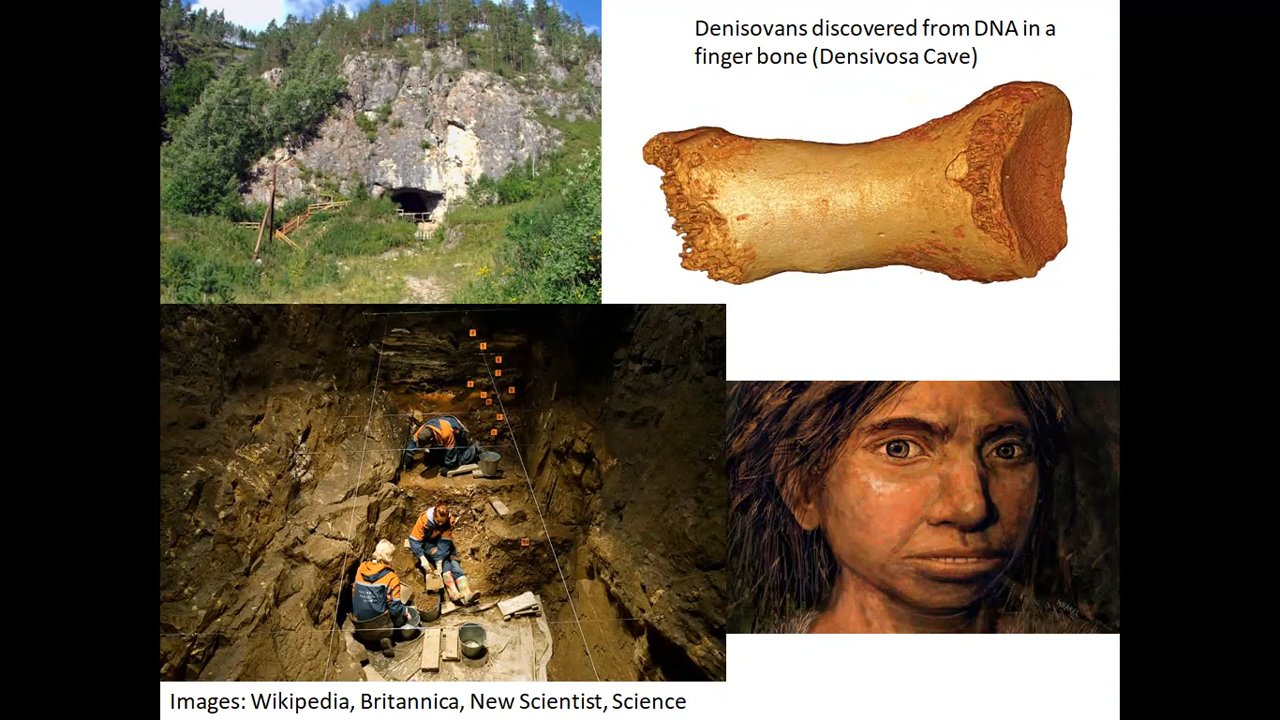 Denisovans discovered from DNA in a
finger bone (Densivosa Cave)
Images: Wikipedia, Britannica, New Scientist, Science